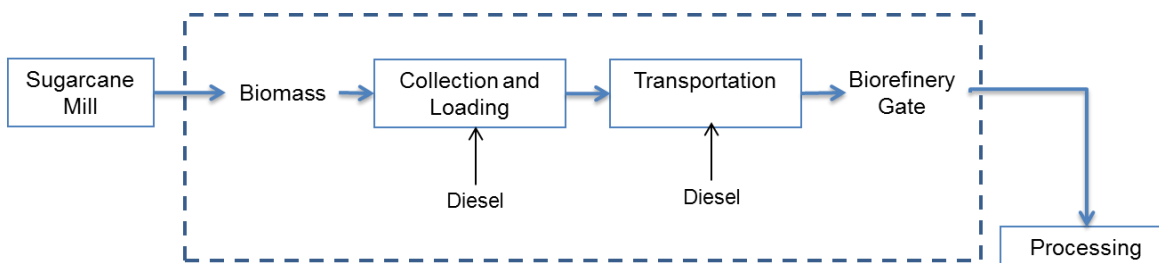 Sugarcane
Mill
Biomass
Collection and
Loading
Transportation
Biorefinery
Gate
Diesel
Diesel
Processing